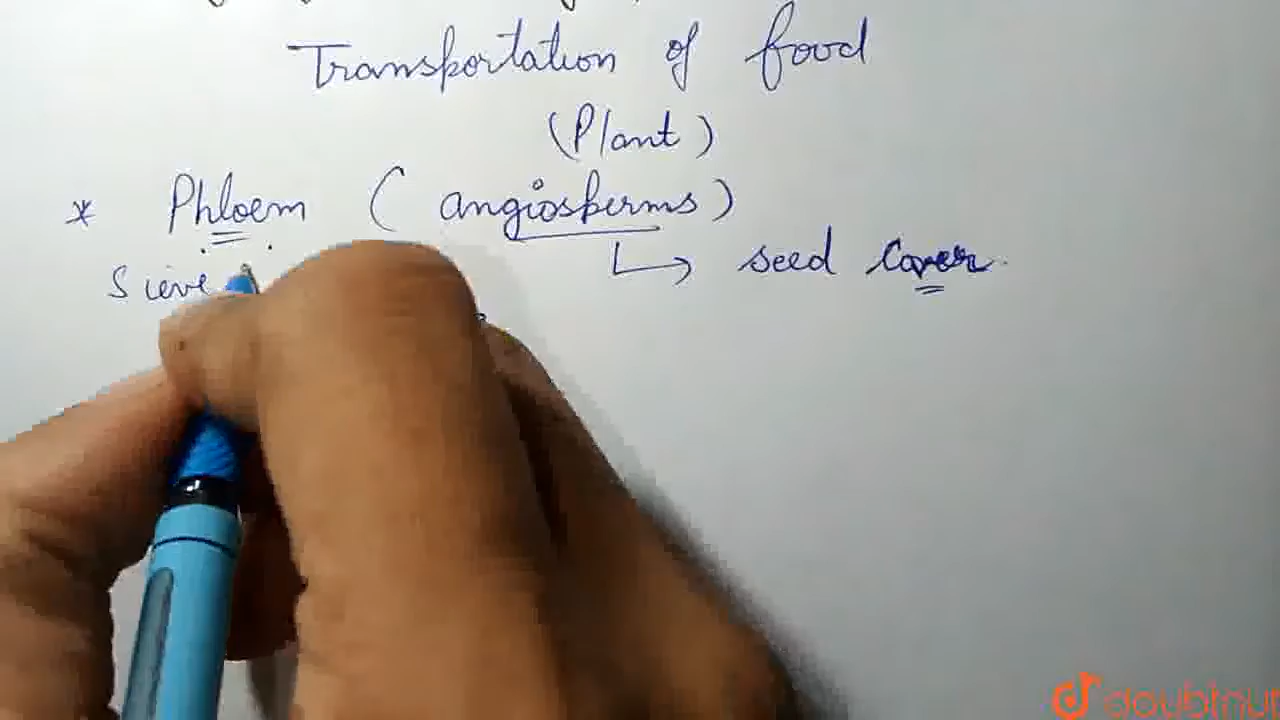 Transportation of food
(Plant)
* Phloem (angiosperms)
↳ seed cover
Sieve
doubtnut